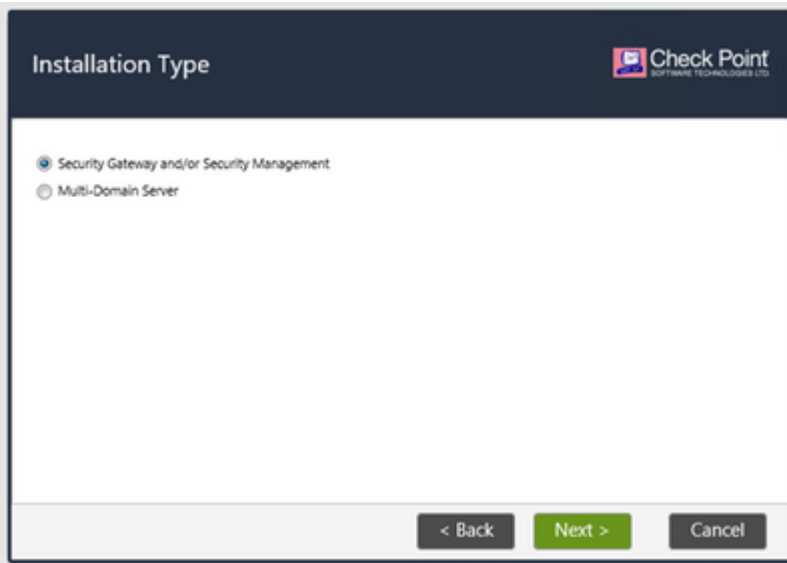 Installation Type
Check Point
SOFTWARE TECHNOLOGIES LTD.
Security Gateway and/or Security Management
Multi-Domain Server
< Back
Next >
Cancel